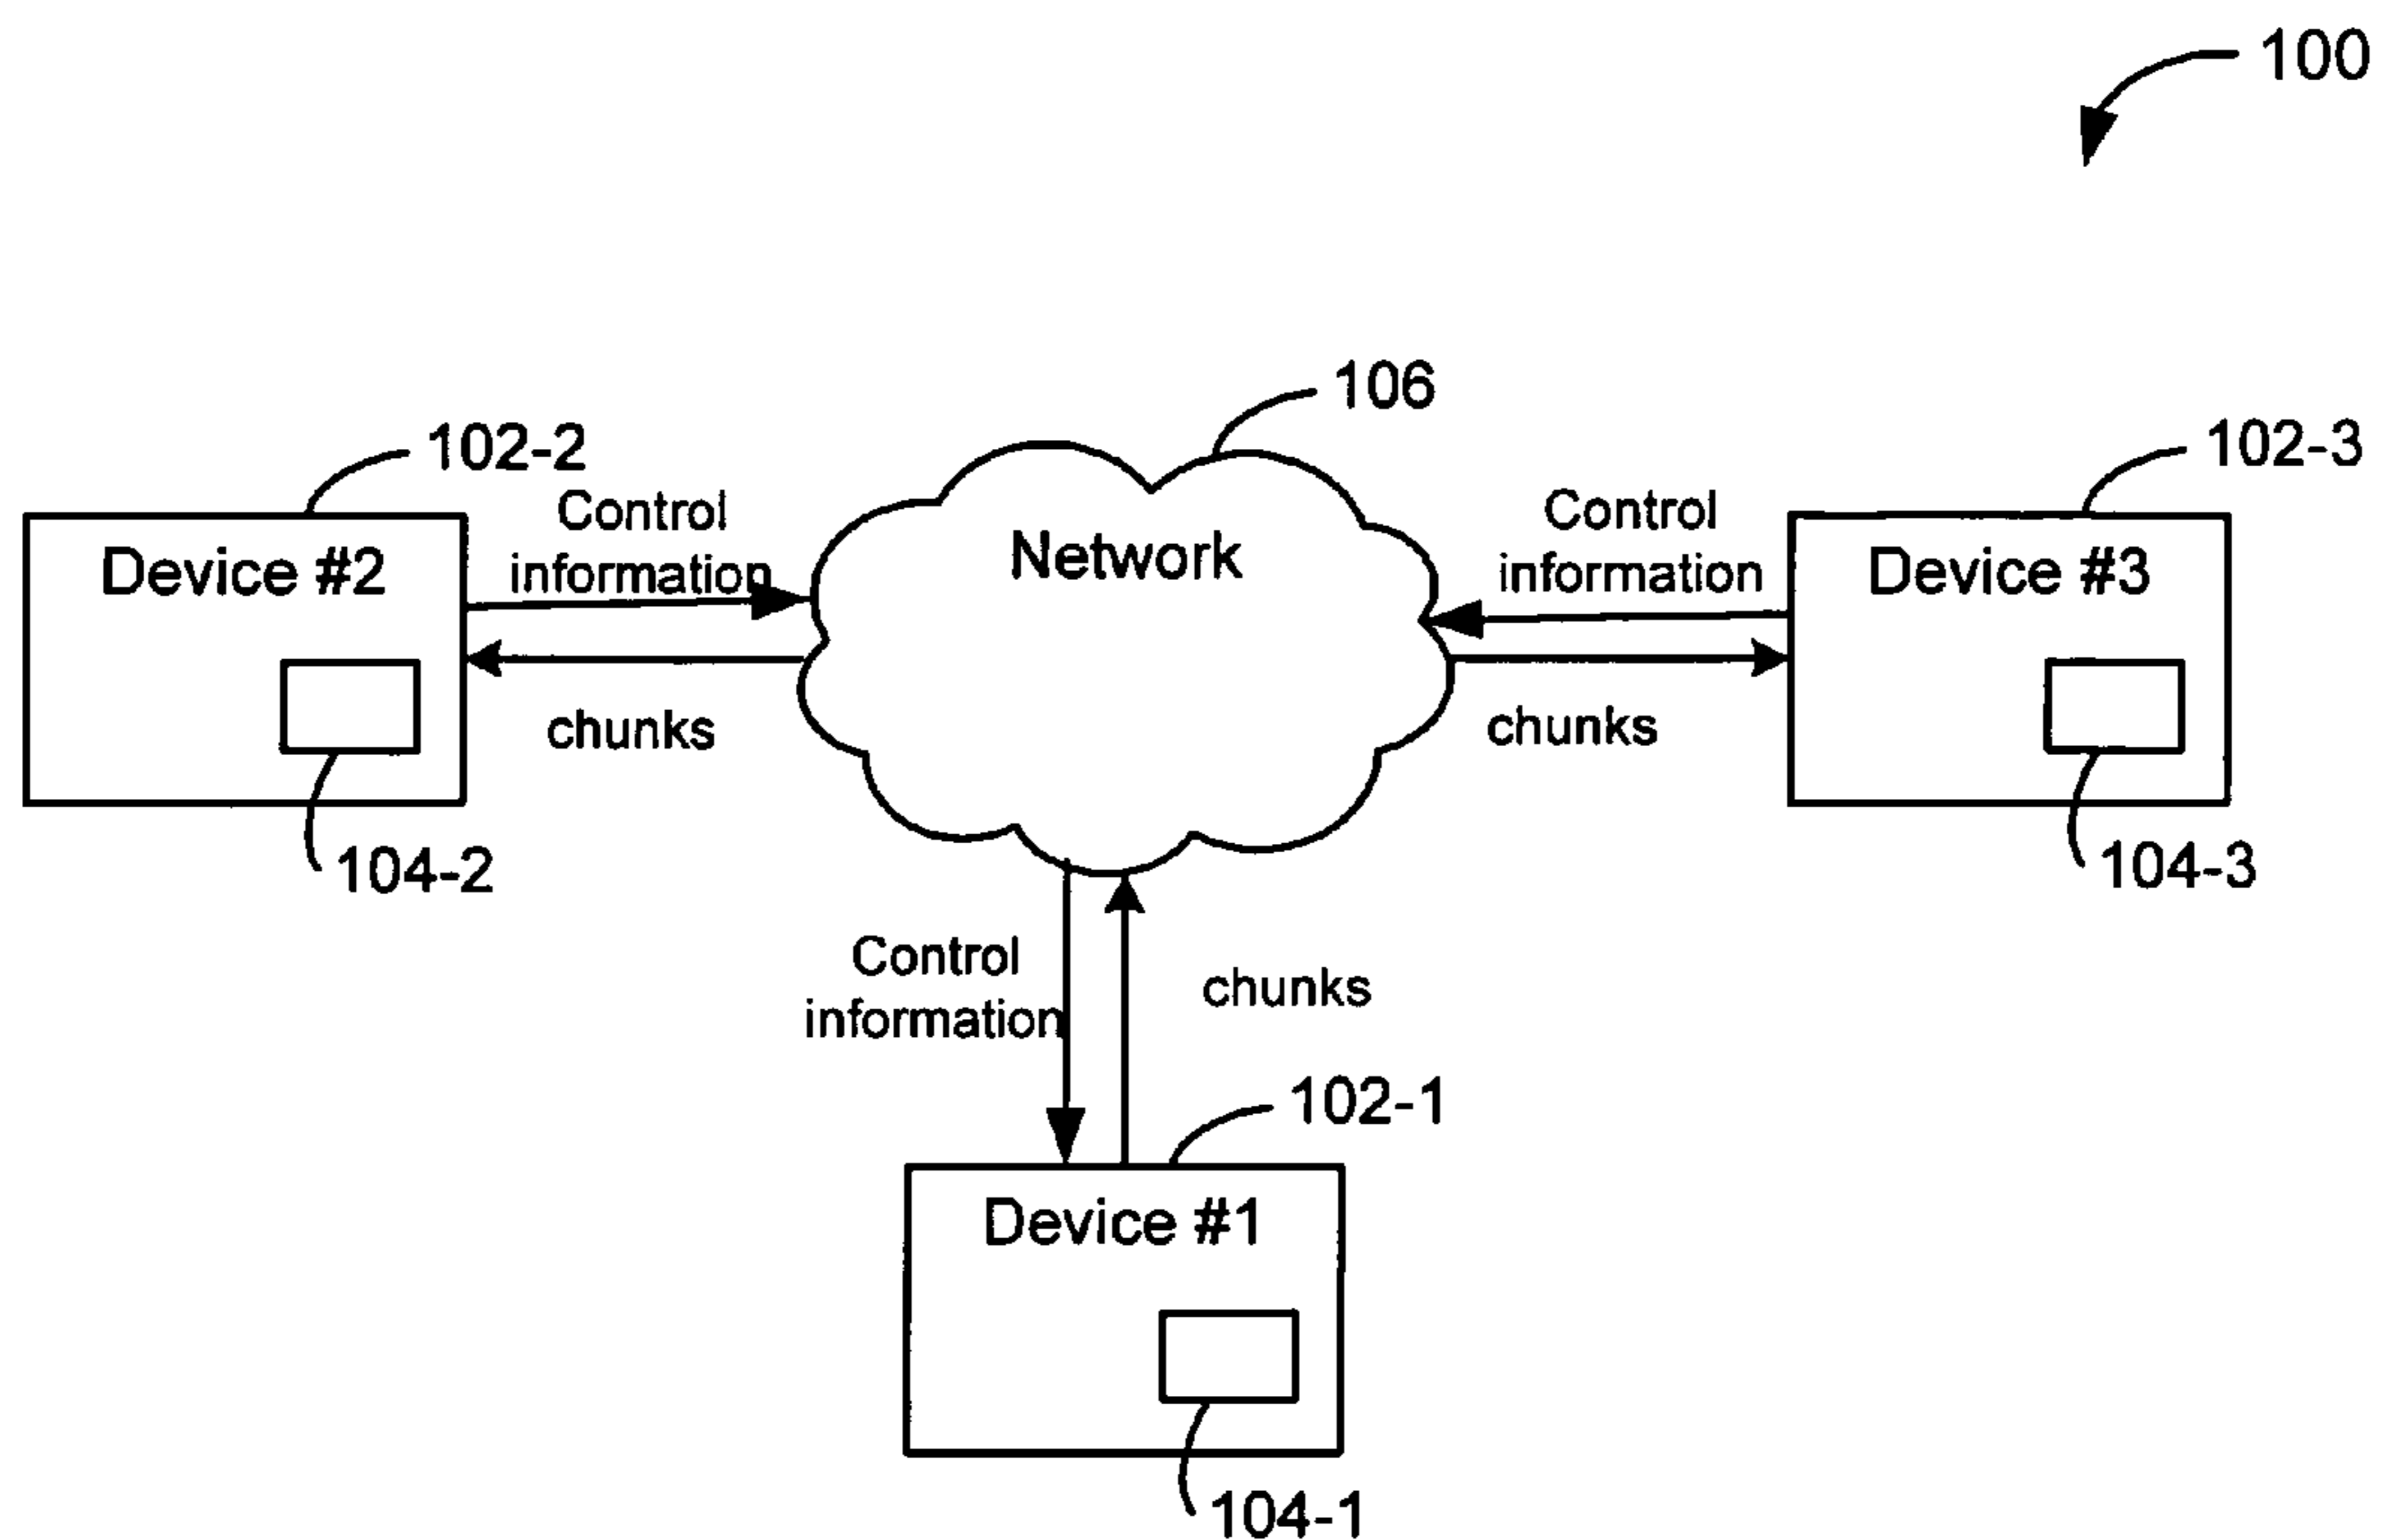 100
106
102-2
102-3
Control
information
Network
Control
information
Device #2
Device #3
chunks
chunks
104-2
104-3
Control
information
chunks
102-1
Device #1
104-1